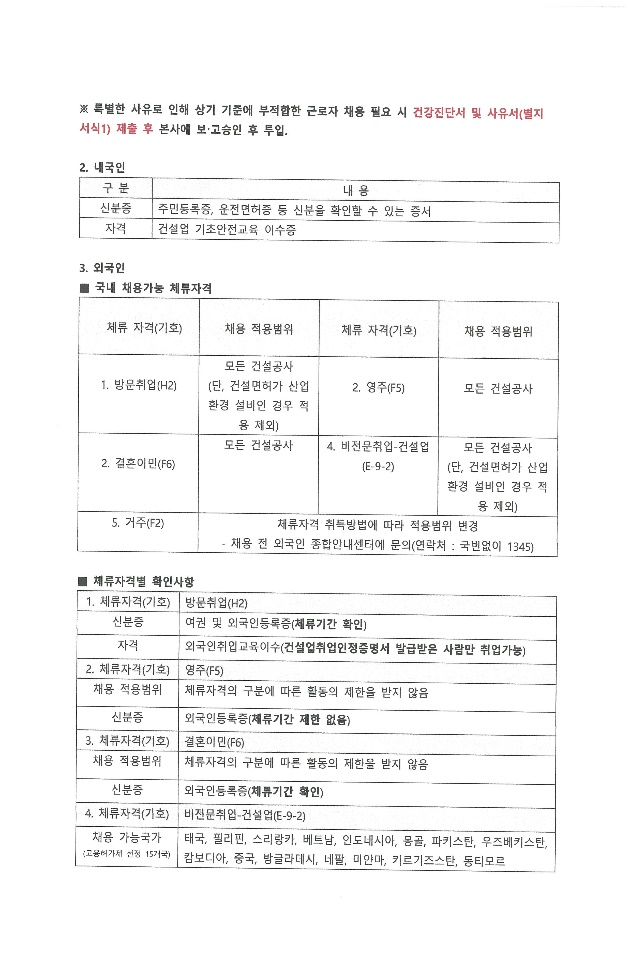 ※ 특별한 사유로 인해 상기 기준에 부적합한 근로자 채용 필요 시 건강진단서 및 사유서(별지
서식1) 제출 후 본사에 보·고승인 후 투입.
2. 내국인
구 분 내 용
신분증 주민등록증, 운전면허증 등 신분을 확인할 수 있는 증서
자격 건설업 기초안전교육 이수증
3. 외국인
■ 국내 채용가능 체류자격
체류 자격(기호) 채용 적용범위 체류 자격(기호) 채용 적용범위
모든 건설공사
1. 방문취업(H2) (단, 건설면허가 산업 2. 영주(F5) 모든 건설공사
환경 설비인 경우 적
용 제외)
모든 건설공사 4. 비전문취업-건설업 모든 건설공사
2. 결혼이민(F6) (E-9-2) (단, 건설면허가 산업
환경 설비인 경우 적
용 제외)
5. 거주(F2) 체류자격 취득방법에 따라 적용범위 변경
- 채용 전 외국인 종합안내센터에 문의(연락처 : 국번없이 1345)
■ 체류자격별 확인사항
1. 체류자격(기호) 방문취업(H2)
신분증 여권 및 외국인등록증(체류기간 확인)
자격 외국인취업교육이수(건설업취업인정증명서 발급받은 사람만 취업가능)
2. 체류자격(기호) 영주(F5)
채용 적용범위 체류자격의 구분에 따른 활동의 제한을 받지 않음
신분증 외국인등록증(체류기간 제한 없음)
3. 체류자격(기호) 결혼이민(F6)
채용 적용범위 체류자격의 구분에 따른 활동의 제한을 받지 않음
신분증 외국인등록증(체류기간 확인)
4. 체류자격(기호) 비전문취업-건설업(E-9-2)
채용 가능국가 태국, 필리핀, 스리랑카, 베트남, 인도네시아, 몽골, 파키스탄, 우즈베키스탄,
(고용허가제 선정 15개국) 캄보디아, 중국, 방글라데시, 네팔, 미얀마, 키르기즈스탄, 동티모르